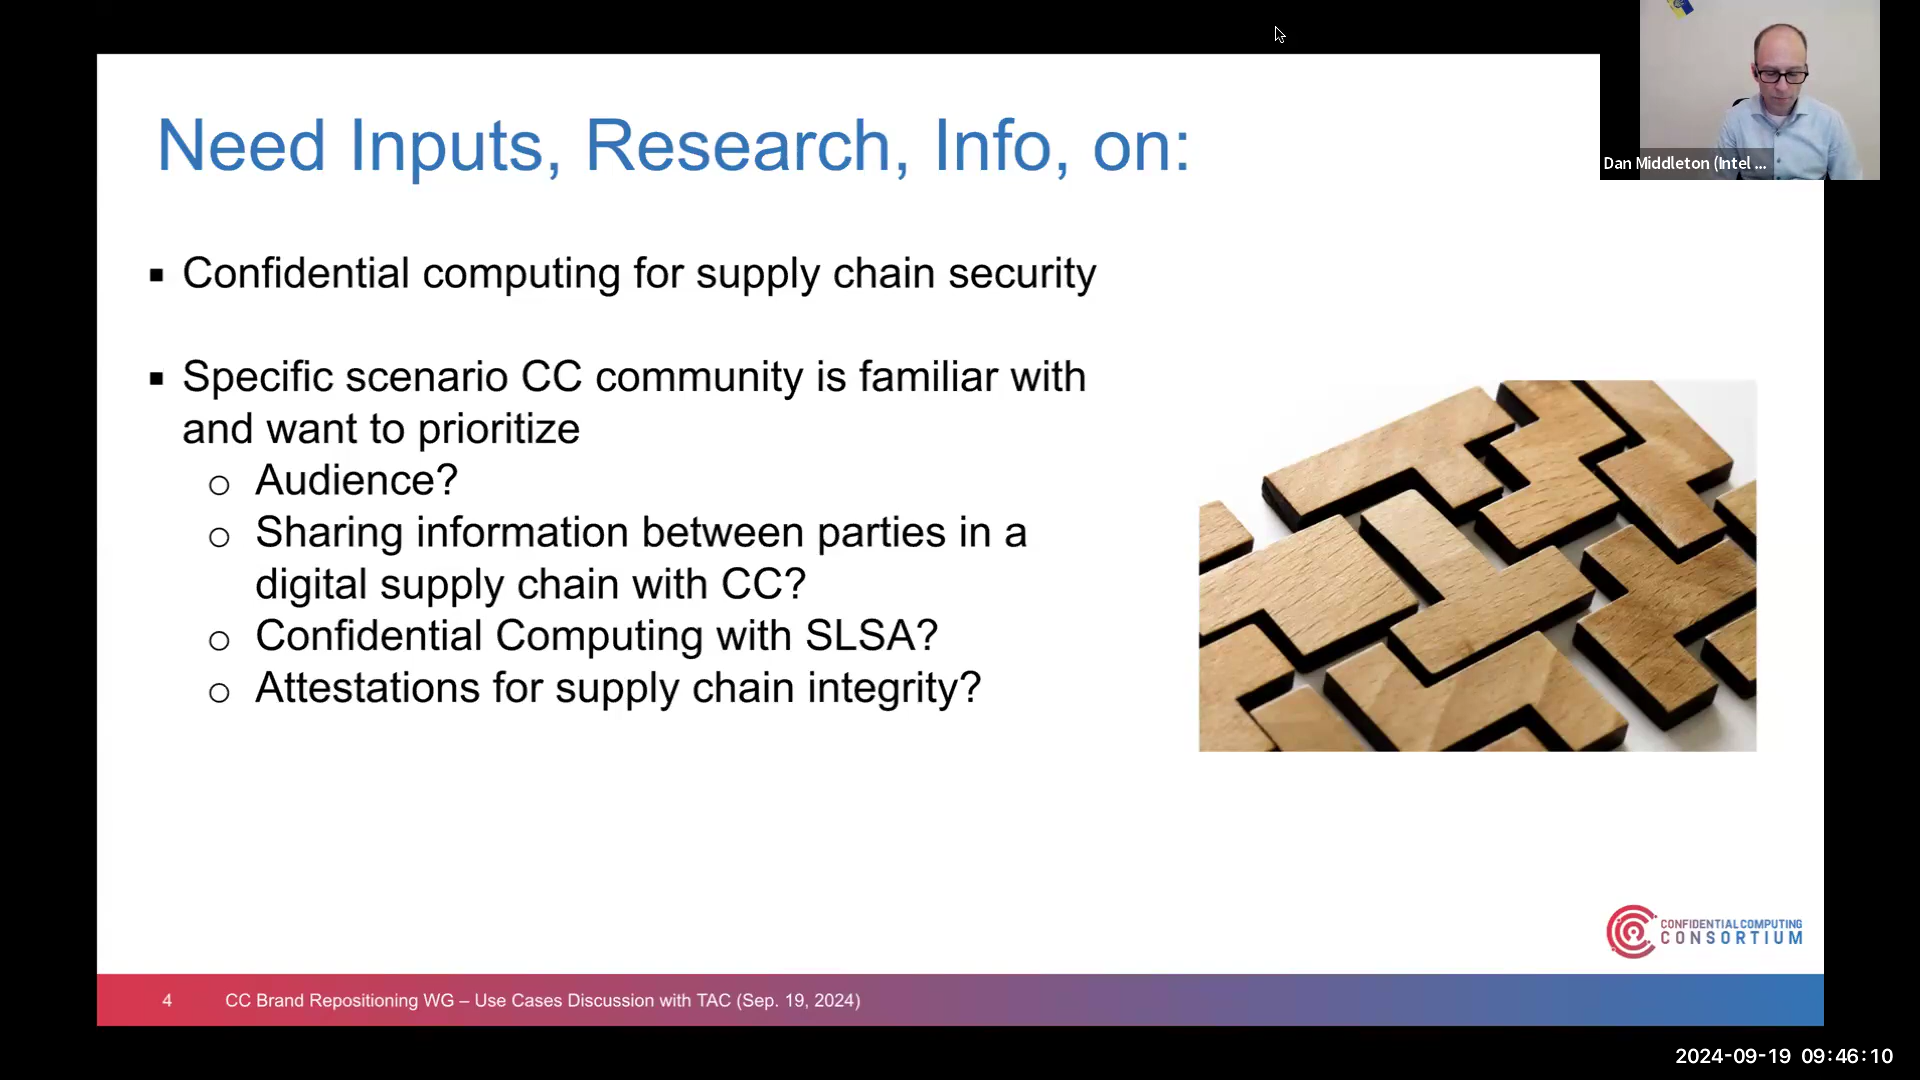 Need Inputs, Research, Info, on:
Dan Middleton (Intel ...
▪ Confidential computing for supply chain security
▪ Specific scenario CC community is familiar with
and want to prioritize
o Audience?
o Sharing information between parties in a
digital supply chain with CC?
o Confidential Computing with SLSA?
o Attestations for supply chain integrity?
CONFIDENTIAL COMPUTING
CONSORTIUM
4 CC Brand Repositioning WG – Use Cases Discussion with TAC (Sep. 19, 2024)
2024-09-19 09:46:10